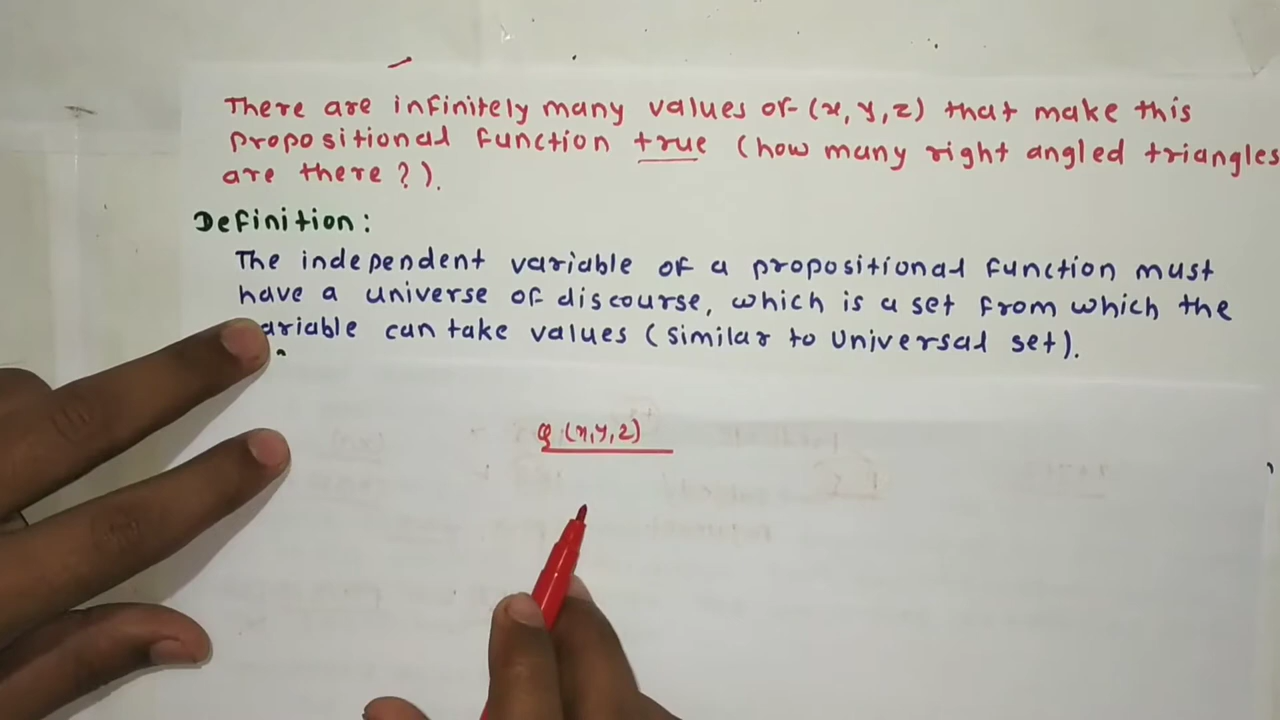 There are infinitely many values of (x, y, z) that make this
propositional function true (how many right angled triangles
are there?).
Definition:
The independent variable of a propositional function must
have a universe of discourse, which is a set from which the
variable can take values (similar to universal set).
Q (x,y,z)